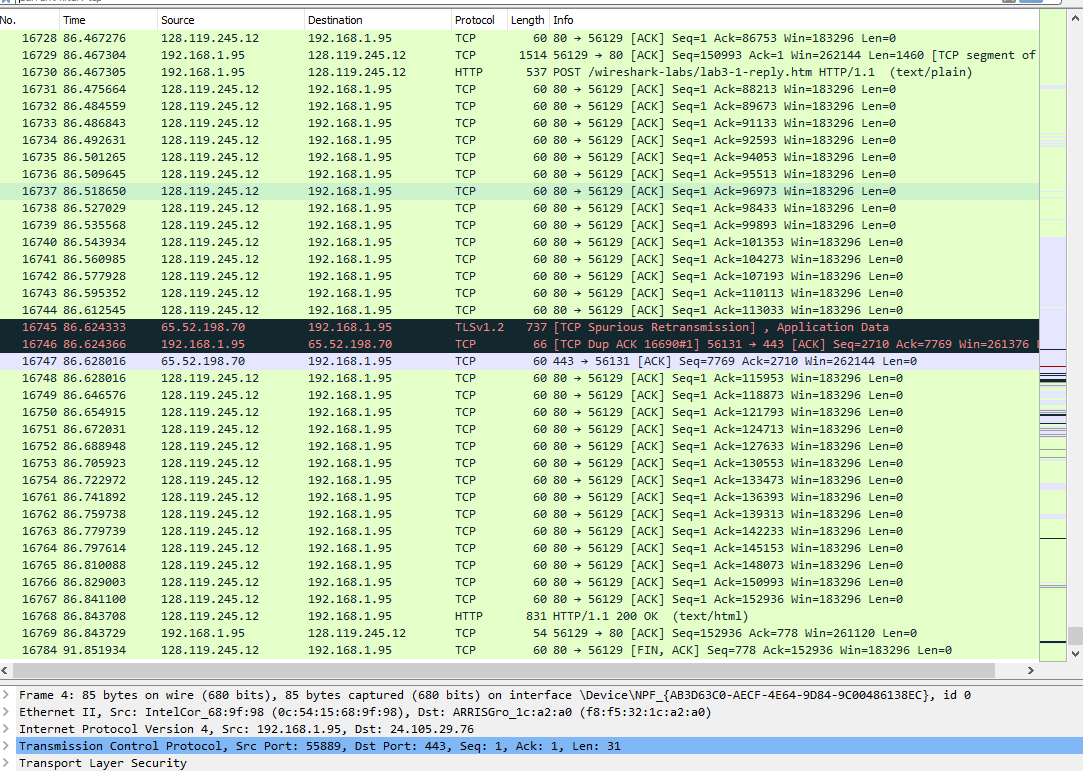 No. Time Source Destination Protocol Length Info
16728 86.467276 128.119.245.12 192.168.1.95 TCP 60 80 → 56129 [ACK] Seq=1 Ack=86753 Win=183296 Len=0
16729 86.467304 192.168.1.95 128.119.245.12 TCP 1514 56129 → 80 [ACK] Seq=150993 Ack=1 Win=262144 Len=1460 [TCP segment of
16730 86.467305 192.168.1.95 128.119.245.12 HTTP 537 POST /wireshark-labs/lab3-1-reply.htm HTTP/1.1 (text/plain)
16731 86.475664 128.119.245.12 192.168.1.95 TCP 60 80 → 56129 [ACK] Seq=1 Ack=88213 Win=183296 Len=0
16732 86.484559 128.119.245.12 192.168.1.95 TCP 60 80 → 56129 [ACK] Seq=1 Ack=89673 Win=183296 Len=0
16733 86.486843 128.119.245.12 192.168.1.95 TCP 60 80 → 56129 [ACK] Seq=1 Ack=91133 Win=183296 Len=0
16734 86.492631 128.119.245.12 192.168.1.95 TCP 60 80 → 56129 [ACK] Seq=1 Ack=92593 Win=183296 Len=0
16735 86.501265 128.119.245.12 192.168.1.95 TCP 60 80 → 56129 [ACK] Seq=1 Ack=94053 Win=183296 Len=0
16736 86.509645 128.119.245.12 192.168.1.95 TCP 60 80 → 56129 [ACK] Seq=1 Ack=95513 Win=183296 Len=0
16737 86.518650 128.119.245.12 192.168.1.95 TCP 60 80 → 56129 [ACK] Seq=1 Ack=96973 Win=183296 Len=0
16738 86.527029 128.119.245.12 192.168.1.95 TCP 60 80 → 56129 [ACK] Seq=1 Ack=98433 Win=183296 Len=0
16739 86.535568 128.119.245.12 192.168.1.95 TCP 60 80 → 56129 [ACK] Seq=1 Ack=99893 Win=183296 Len=0
16740 86.543934 128.119.245.12 192.168.1.95 TCP 60 80 → 56129 [ACK] Seq=1 Ack=101353 Win=183296 Len=0
16741 86.560985 128.119.245.12 192.168.1.95 TCP 60 80 → 56129 [ACK] Seq=1 Ack=104273 Win=183296 Len=0
16742 86.577928 128.119.245.12 192.168.1.95 TCP 60 80 → 56129 [ACK] Seq=1 Ack=107193 Win=183296 Len=0
16743 86.595352 128.119.245.12 192.168.1.95 TCP 60 80 → 56129 [ACK] Seq=1 Ack=110113 Win=183296 Len=0
16744 86.612545 128.119.245.12 192.168.1.95 TCP 60 80 → 56129 [ACK] Seq=1 Ack=113033 Win=183296 Len=0
16745 86.624333 65.52.198.70 192.168.1.95 TLSv1.2 737 [TCP Spurious Retransmission] , Application Data
16746 86.624366 192.168.1.95 65.52.198.70 TCP 66 [TCP Dup ACK 16690#1] 56131 → 443 [ACK] Seq=2710 Ack=7769 Win=261376
16747 86.628016 65.52.198.70 192.168.1.95 TCP 60 443 → 56131 [ACK] Seq=7769 Ack=2710 Win=262144 Len=0
16748 86.628016 128.119.245.12 192.168.1.95 TCP 60 80 → 56129 [ACK] Seq=1 Ack=115953 Win=183296 Len=0
16749 86.646576 128.119.245.12 192.168.1.95 TCP 60 80 → 56129 [ACK] Seq=1 Ack=118873 Win=183296 Len=0
16750 86.654915 128.119.245.12 192.168.1.95 TCP 60 80 → 56129 [ACK] Seq=1 Ack=121793 Win=183296 Len=0
16751 86.672031 128.119.245.12 192.168.1.95 TCP 60 80 → 56129 [ACK] Seq=1 Ack=124713 Win=183296 Len=0
16752 86.688948 128.119.245.12 192.168.1.95 TCP 60 80 → 56129 [ACK] Seq=1 Ack=127633 Win=183296 Len=0
16753 86.705923 128.119.245.12 192.168.1.95 TCP 60 80 → 56129 [ACK] Seq=1 Ack=130553 Win=183296 Len=0
16754 86.722972 128.119.245.12 192.168.1.95 TCP 60 80 → 56129 [ACK] Seq=1 Ack=133473 Win=183296 Len=0
16761 86.741892 128.119.245.12 192.168.1.95 TCP 60 80 → 56129 [ACK] Seq=1 Ack=136393 Win=183296 Len=0
16762 86.759738 128.119.245.12 192.168.1.95 TCP 60 80 → 56129 [ACK] Seq=1 Ack=139313 Win=183296 Len=0
16763 86.779739 128.119.245.12 192.168.1.95 TCP 60 80 → 56129 [ACK] Seq=1 Ack=142233 Win=183296 Len=0
16764 86.797614 128.119.245.12 192.168.1.95 TCP 60 80 → 56129 [ACK] Seq=1 Ack=145153 Win=183296 Len=0
16765 86.810088 128.119.245.12 192.168.1.95 TCP 60 80 → 56129 [ACK] Seq=1 Ack=148073 Win=183296 Len=0
16766 86.829003 128.119.245.12 192.168.1.95 TCP 60 80 → 56129 [ACK] Seq=1 Ack=150993 Win=183296 Len=0
16767 86.841100 128.119.245.12 192.168.1.95 TCP 60 80 → 56129 [ACK] Seq=1 Ack=152936 Win=183296 Len=0
16768 86.843708 128.119.245.12 192.168.1.95 HTTP 831 HTTP/1.1 200 OK (text/html)
16769 86.843729 192.168.1.95 128.119.245.12 TCP 54 56129 → 80 [ACK] Seq=152936 Ack=778 Win=261120 Len=0
16784 91.851934 128.119.245.12 192.168.1.95 TCP 60 80 → 56129 [FIN, ACK] Seq=778 Ack=152936 Win=183296 Len=0
Frame 4: 85 bytes on wire (680 bits), 85 bytes captured (680 bits) on interface \Device\NPF_{AB3D63C0-AECF-4E64-9D84-9C00486138EC}, id 0
Ethernet II, Src: IntelCor_68:9f:98 (0c:54:15:68:9f:98), Dst: ARRISGro_1c:a2:a0 (f8:f5:32:1c:a2:a0)
Internet Protocol Version 4, Src: 192.168.1.95, Dst: 24.105.29.76
Transmission Control Protocol, Src Port: 55889, Dst Port: 443, Seq: 1, Ack: 1, Len: 31
Transport Layer Security